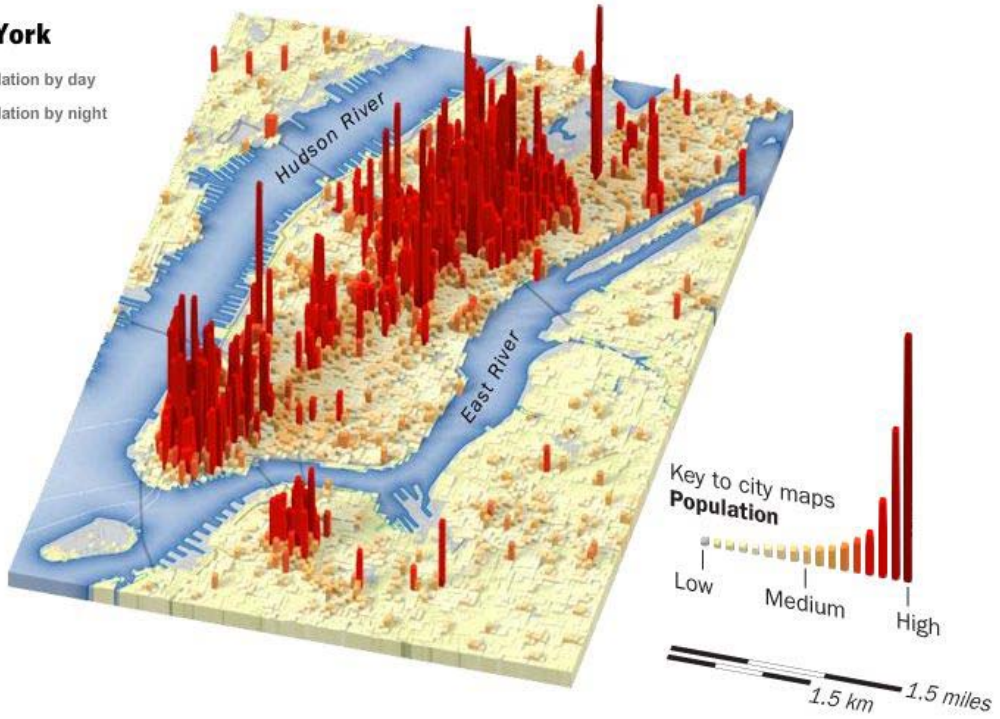 York
lation by day
lation by night
Hudson River
East River
Key to city maps
Population
Low
Medium
High
1.5 km
1.5 miles